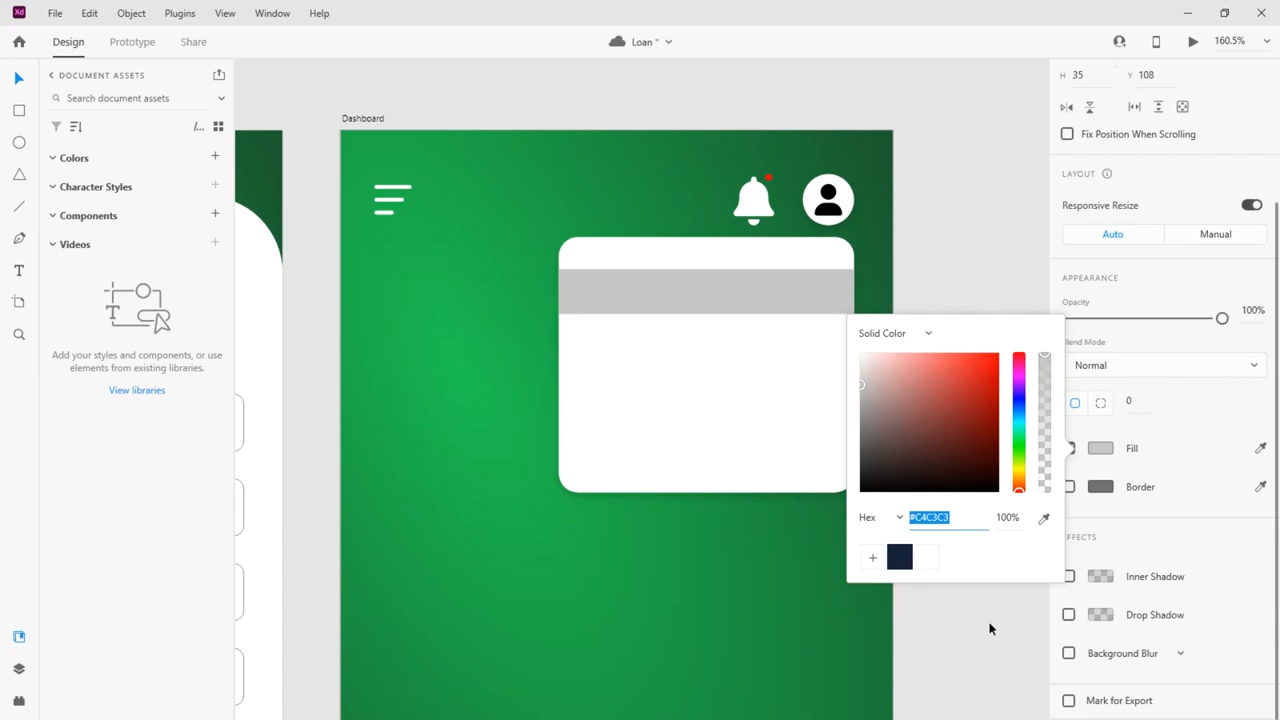 Xd File Edit Object Plugins View Window Help
Design Prototype Share Loan * 160.5%
DOCUMENT ASSETS
Search document assets
Colors
Character Styles
Components
Videos
T
Add your styles and components, or use
elements from existing libraries.
View libraries
Dashboard
H 35 Y 108
Fix Position When Scrolling
LAYOUT
Responsive Resize
Auto Manual
APPEARANCE
Opacity
100%
lend Mode
Normal
0
Fill
Border
FFECTS
Inner Shadow
Drop Shadow
Background Blur
Mark for Export
Solid Color
Hex #C4C3C3 100%